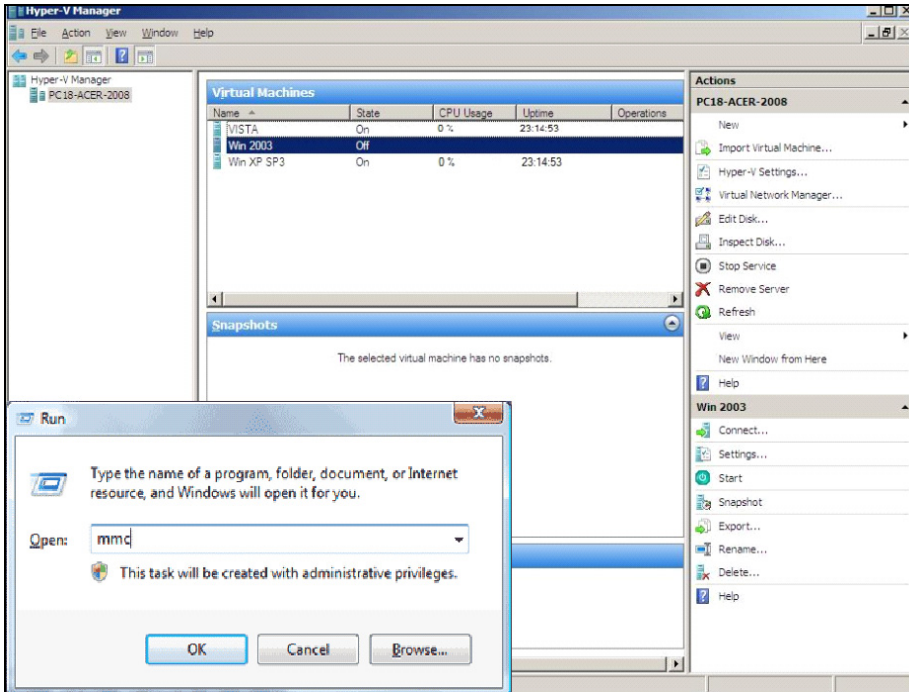 Hyper-V Manager
File Action View Window Help
Hyper-V Manager
PC18-ACER-2008
Virtual Machines
Name State CPU Usage Uptime Operations
VISTA On 0 % 23:14:53
Win 2003 Off
Win XP SP3 On 0 % 23:14:53
Snapshots
The selected virtual machine has no snapshots.
Actions
PC18-ACER-2008
New
Import Virtual Machine...
Hyper-V Settings...
Virtual Network Manager...
Edit Disk...
Inspect Disk...
Stop Service
Remove Server
Refresh
View
New Window from Here
Help
Win 2003
Connect...
Settings...
Start
Snapshot
Export...
Rename...
Delete...
Help
Run
Type the name of a program, folder, document, or Internet
resource, and Windows will open it for you.
Open: mmc
This task will be created with administrative privileges.
OK Cancel Browse...